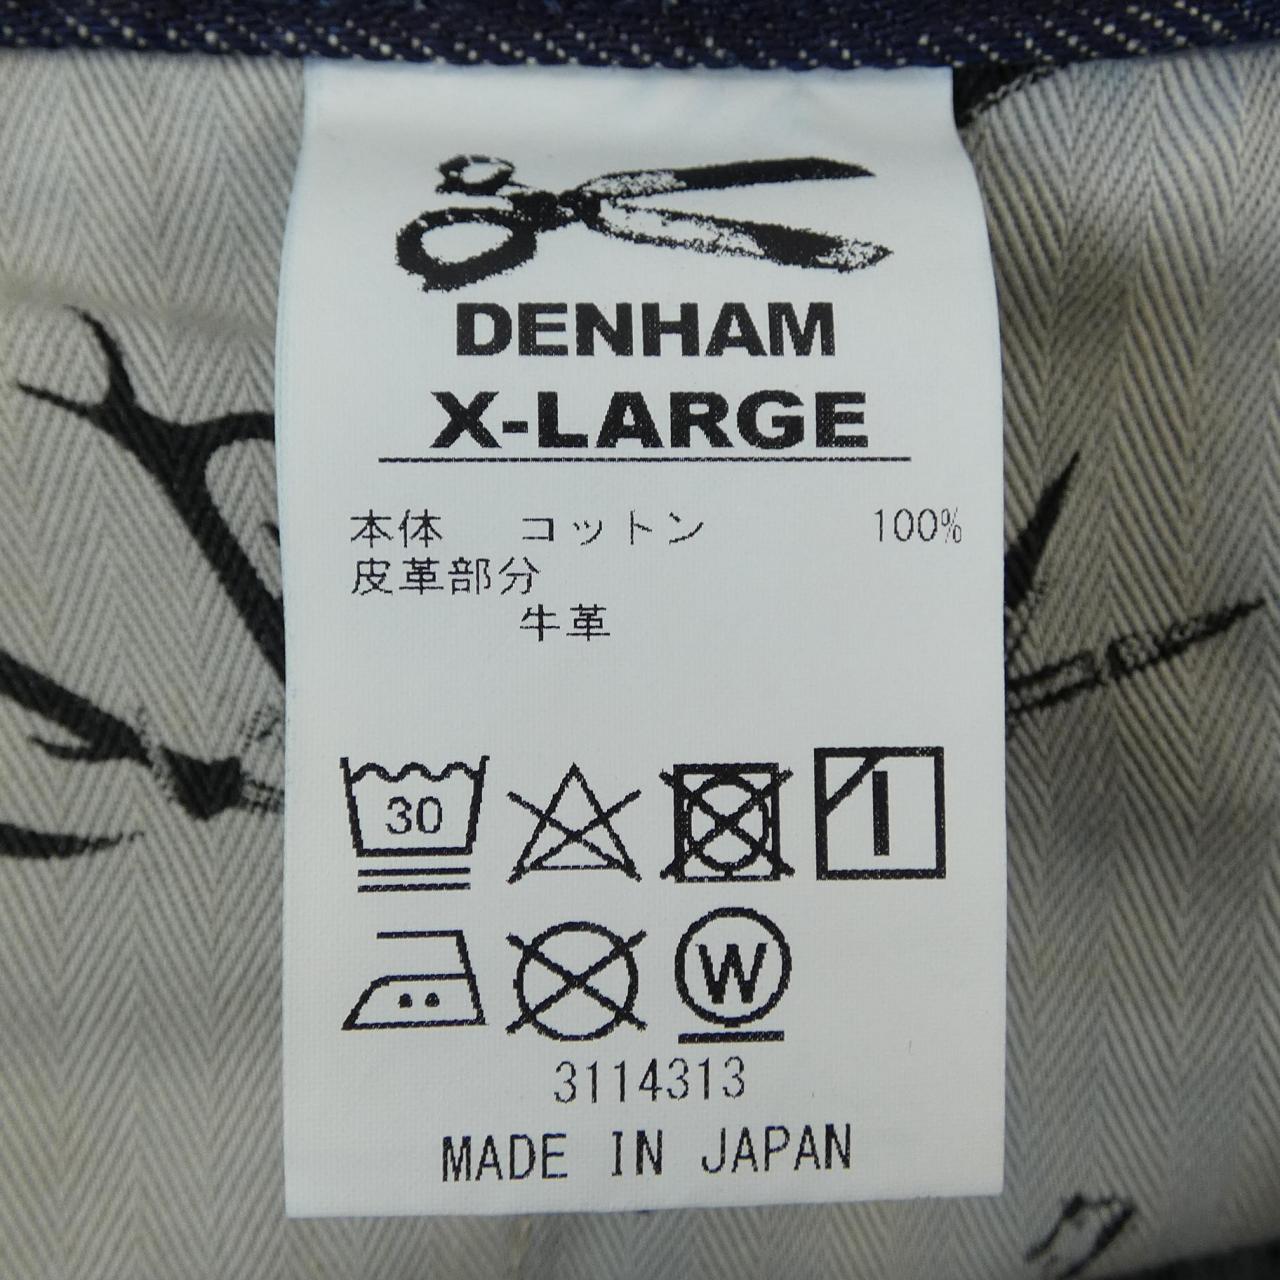 DENHAM
X-LARGE
本体 コットン 100%
皮革部分
牛革
30
W
3114313
MADE IN JAPAN